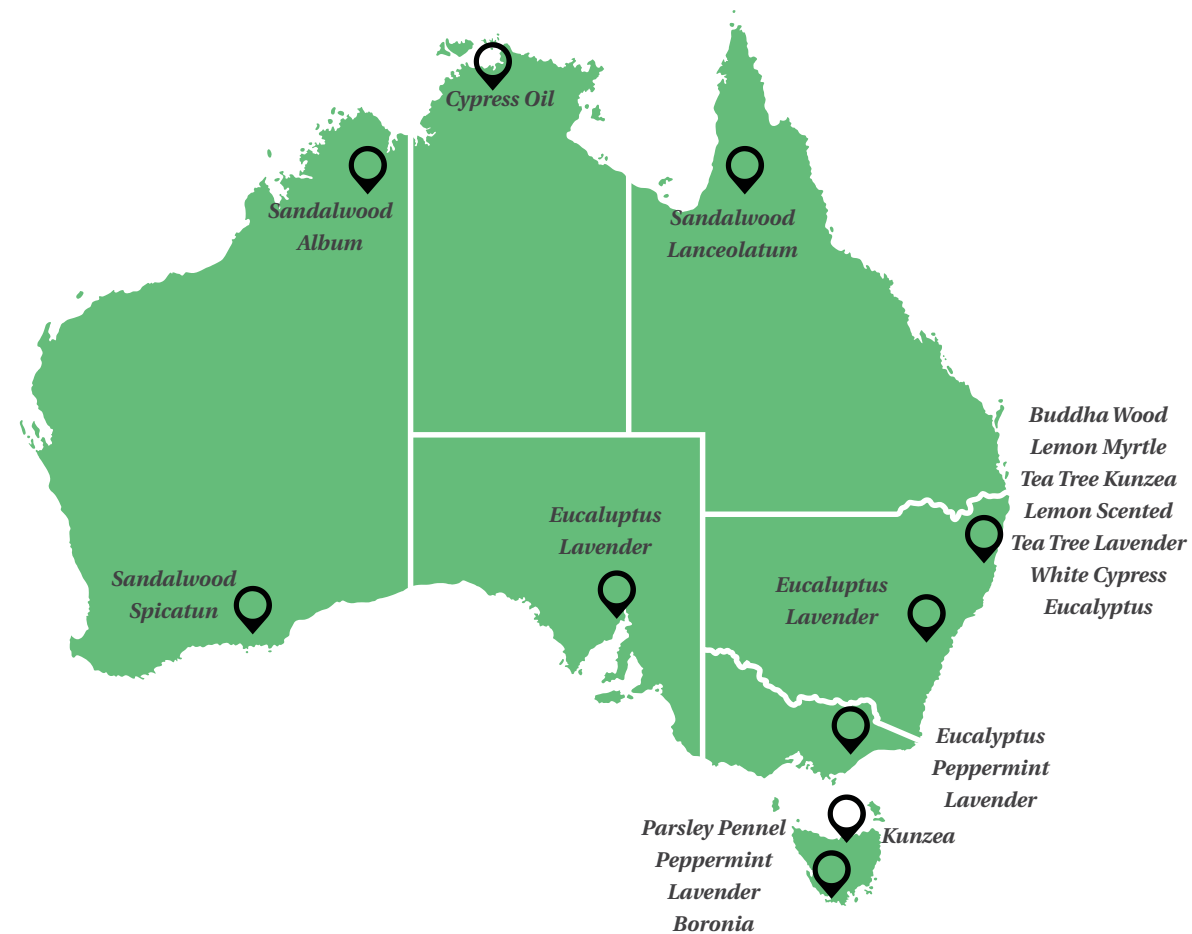 Cypress Oil
Sandalwood
Album
Sandalwood
Lanceolatum
Buddha Wood
Lemon Myrtle
Tea Tree Kunzea
Lemon Scented
Tea Tree Lavender
White Cypress
Eucalyptus
Eucaluptus
Lavender
Sandalwood
Spicatun
Eucaluptus
Lavender
Eucalyptus
Peppermint
Lavender
Parsley Pennel
Peppermint
Lavender
Boronia
Kunzea